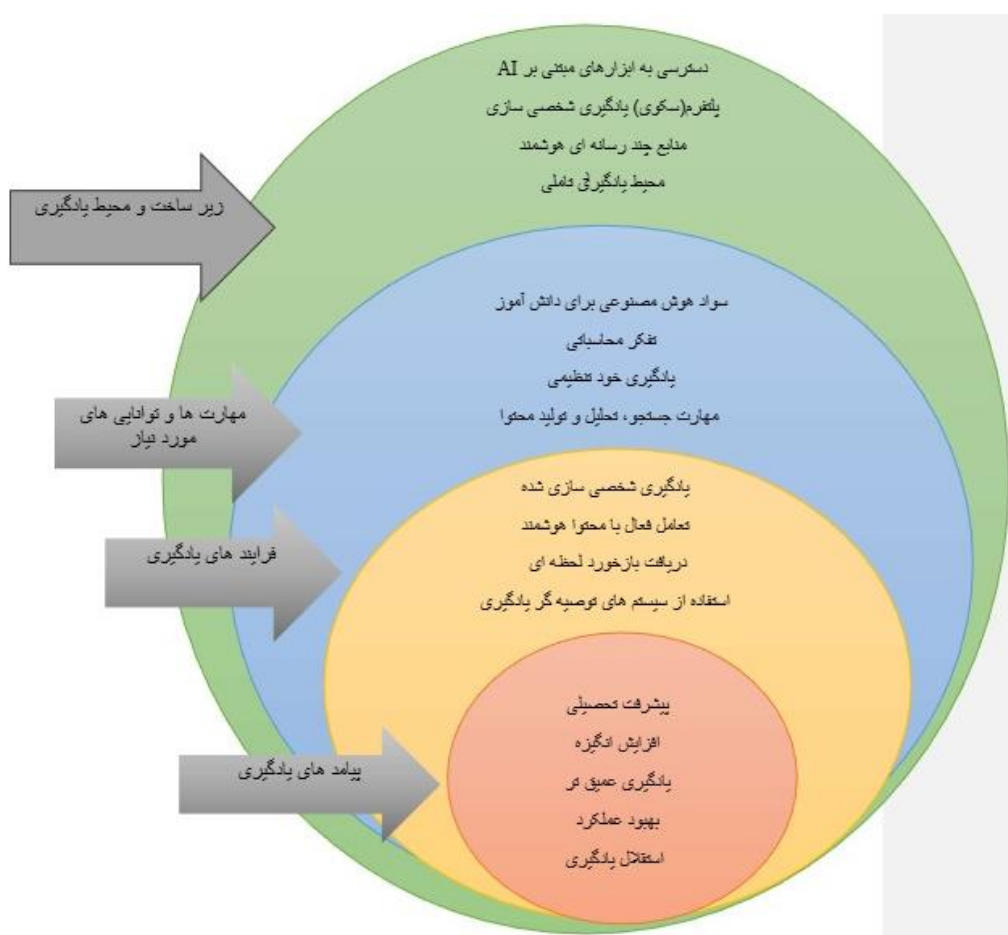 دسترسی به ابزارهای مبتنی بر AI
پلتفرم(سکوی) یادگیری شخصی سازی
منابع چند رسانه ای هوشمند
محیط یادگیری تاملی
زیر ساخت و محیط یادگیری
سواد هوش مصنوعی برای دانش آموز
تفکر محاسباتی
یادگیری خود تنظیمی
مهارت جستجو، تحلیل و تولید محتوا
مهارت ها و توانایی های
مورد نیاز
یادگیری شخصی سازی شده
تعامل فعال با محتوا هوشمند
دریافت بازخورد لحظه ای
استفاده از سیستم های توصیه گر یادگیری
فرایند های یادگیری
پیشرفت تحصیلی
افزایش انگیزه
یادگیری عمیق تر
بهبود عملکرد
استقلال یادگیری
پیامد های یادگیری